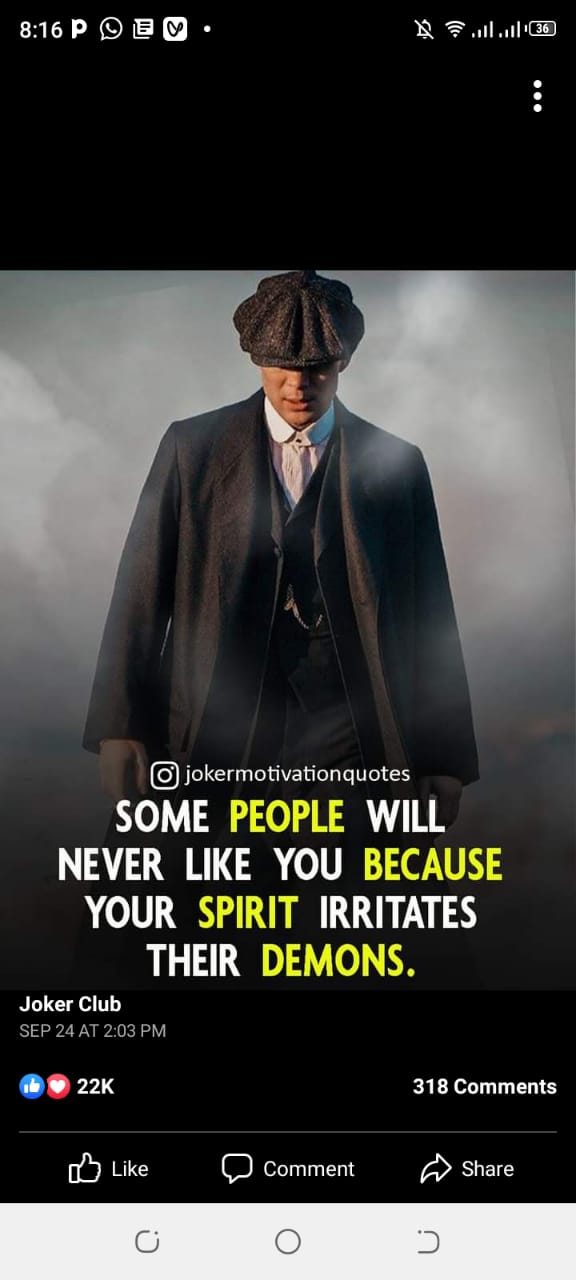 8:16
36
jokermotivationquotes
SOME PEOPLE WILL
NEVER LIKE YOU BECAUSE
YOUR SPIRIT IRRITATES
THEIR DEMONS.
Joker Club
SEP 24 AT 2:03 PM
22K 318 Comments
Like Comment Share